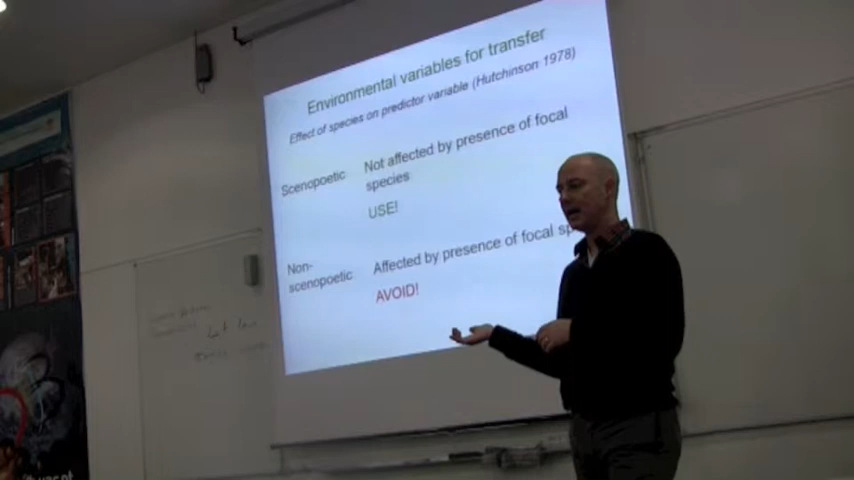 Environmental variables for transfer
Effect of species on predictor variable (Hutchinson 1978)
Scenopoetic
Not affected by presence of focal
species
USE!
Non-
scenopoetic
Affected by presence of focal
AVOID!